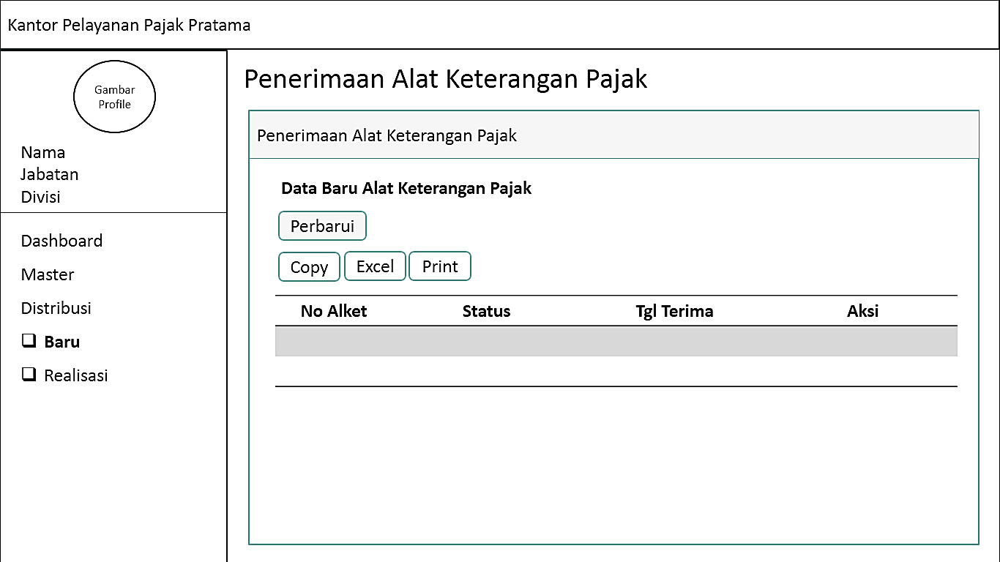 Kantor Pelayanan Pajak Pratama
Gambar
Profile
Nama
Jabatan
Divisi
Dashboard
Master
Distribusi
Baru
Realisasi
Penerimaan Alat Keterangan Pajak
Penerimaan Alat Keterangan Pajak
Data Baru Alat Keterangan Pajak
Perbarui
Copy Excel Print
No Alket Status Tgl Terima Aksi